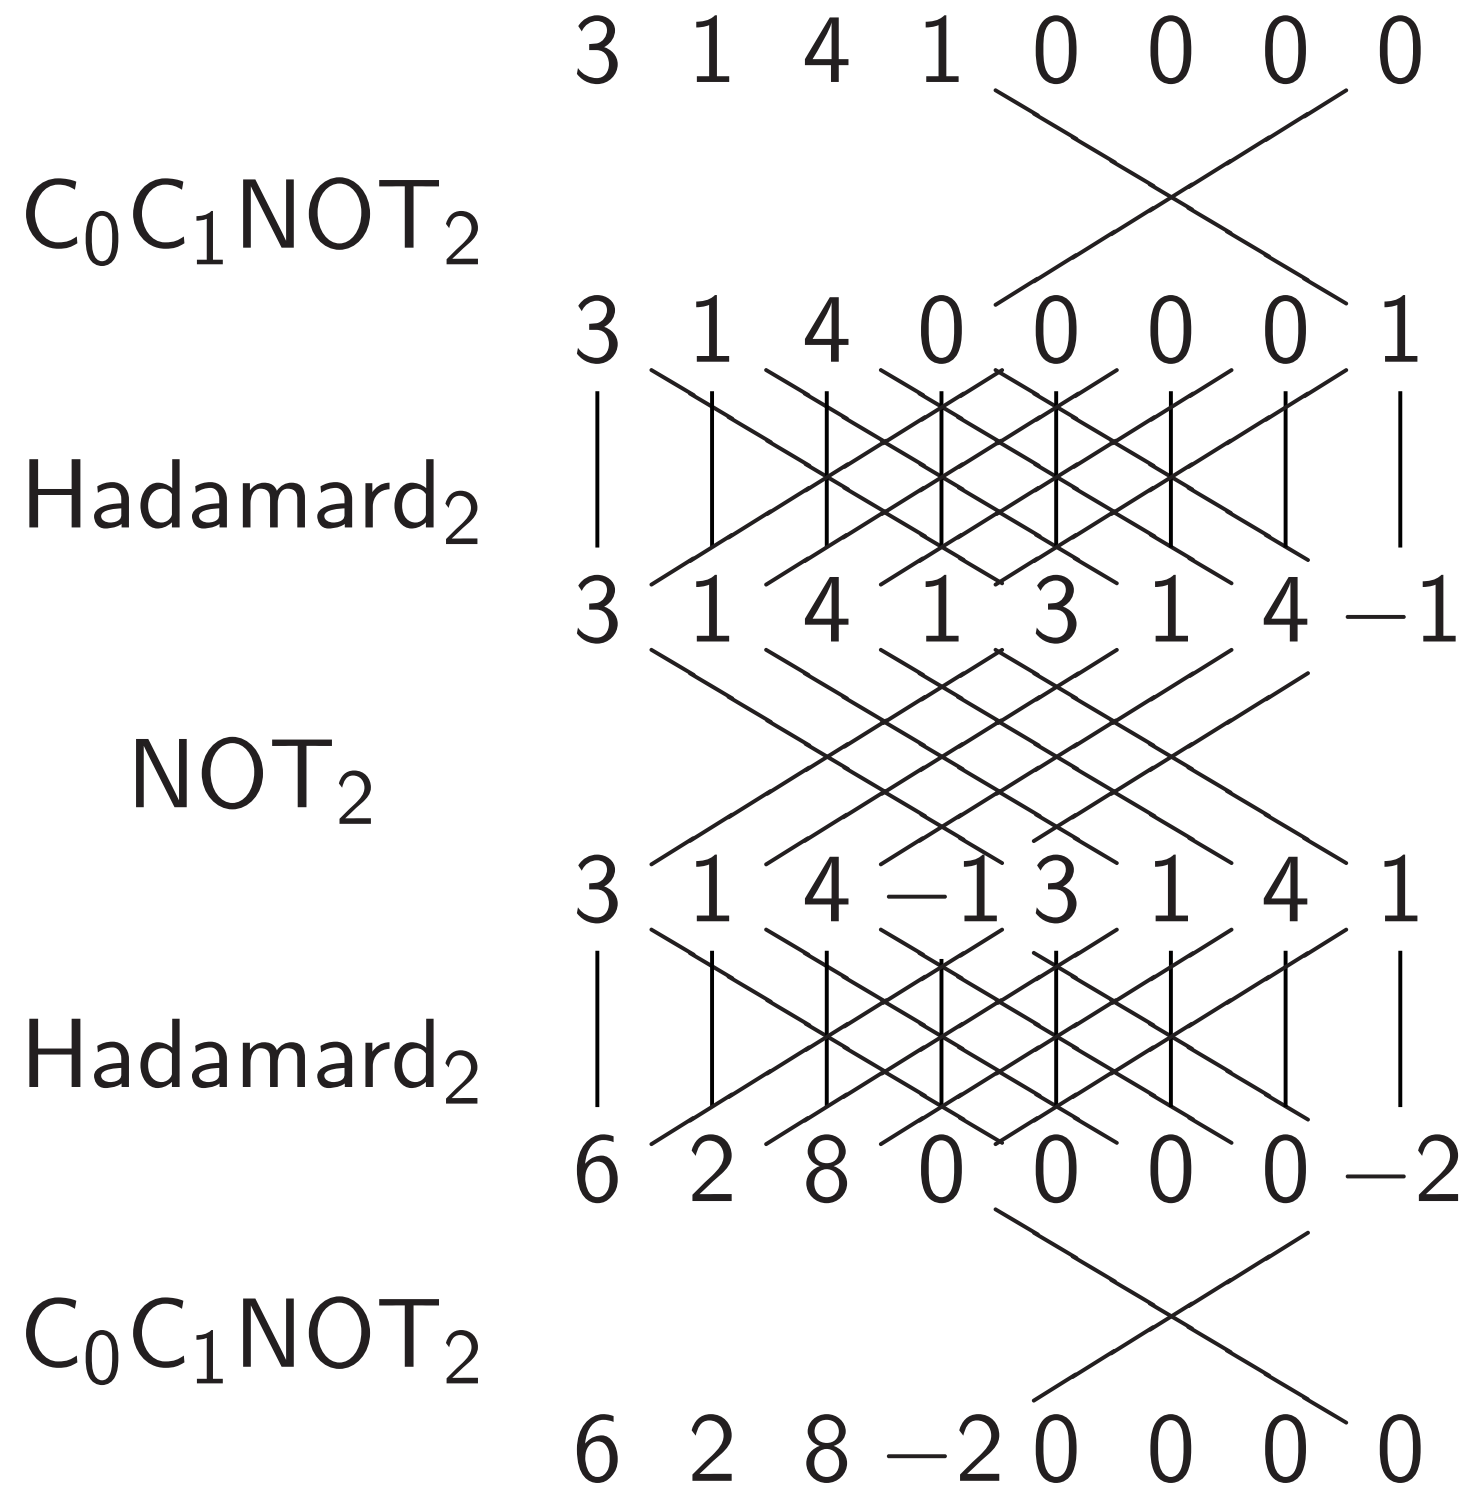 3 1 4 1 0 0 0 0
C₀C₁NOT₂
3 1 4 0 0 0 0 1
Hadamard₂
3 1 4 1 3 1 4 −1
NOT₂
3 1 4 −1 3 1 4 1
Hadamard₂
6 2 8 0 0 0 0 −2
C₀C₁NOT₂
6 2 8 −2 0 0 0 0